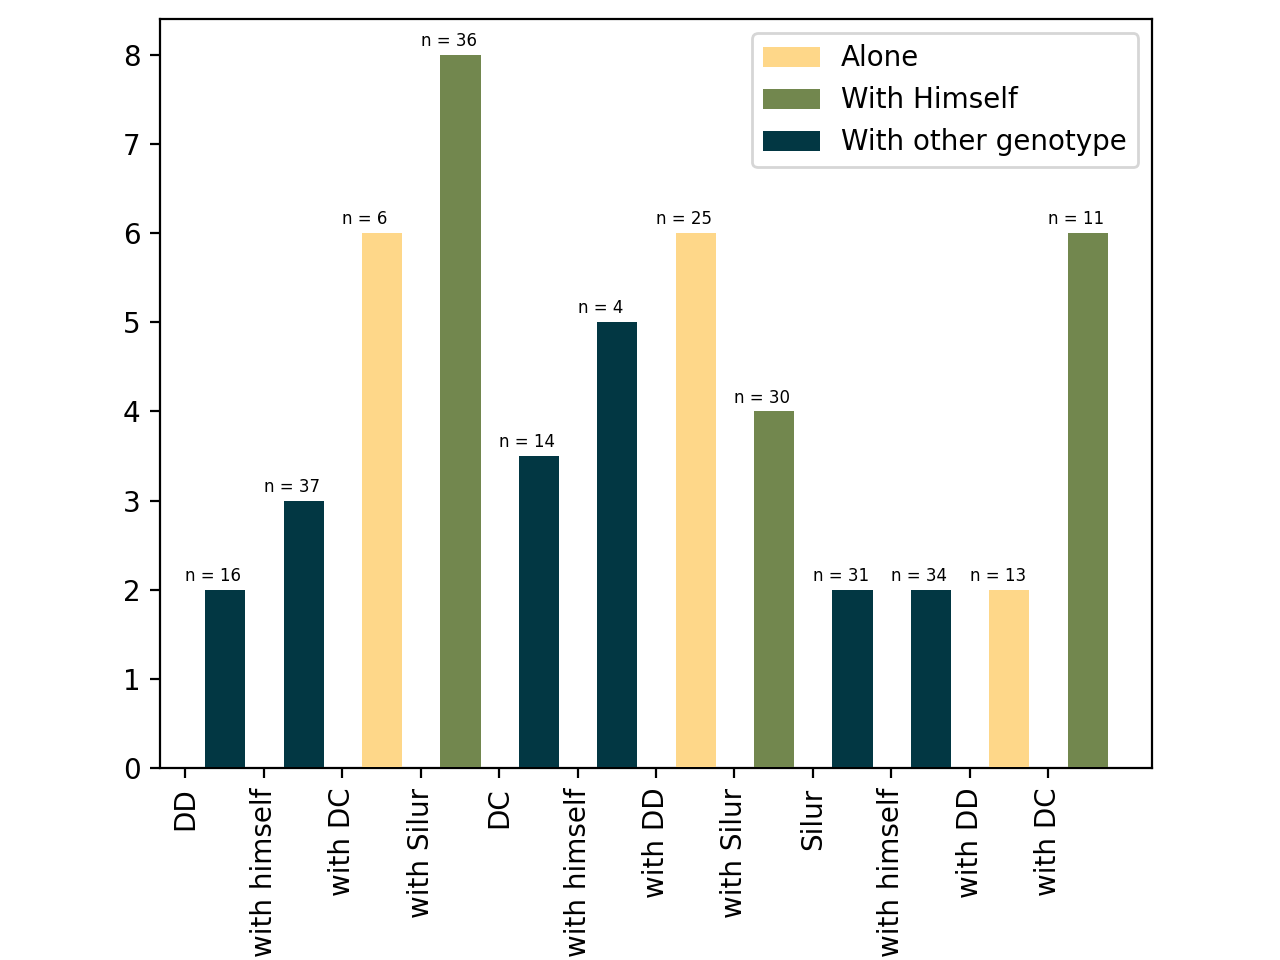 n = 36
n = 6
n = 25
n = 11
n = 4
n = 30
n = 14
n = 37
n = 16
n = 31
n = 34
n = 13
Alone
With Himself
With other genotype
8
7
6
5
4
3
2
1
0
DD
with himself
with DC
with Silur
DC
with himself
with DD
with Silur
Silur
with himself
with DD
with DC